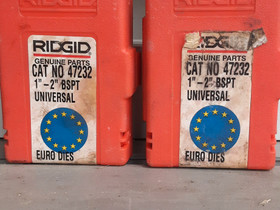 RIDGID
GENUINE PARTS
CAT NO 47232
1"-2" BSPT
UNIVERSAL
EURO DIES
RIDGID
GENUINE PARTS
CAT NO 47232
1"-2" BSPT
UNIVERSAL
EURO DIES